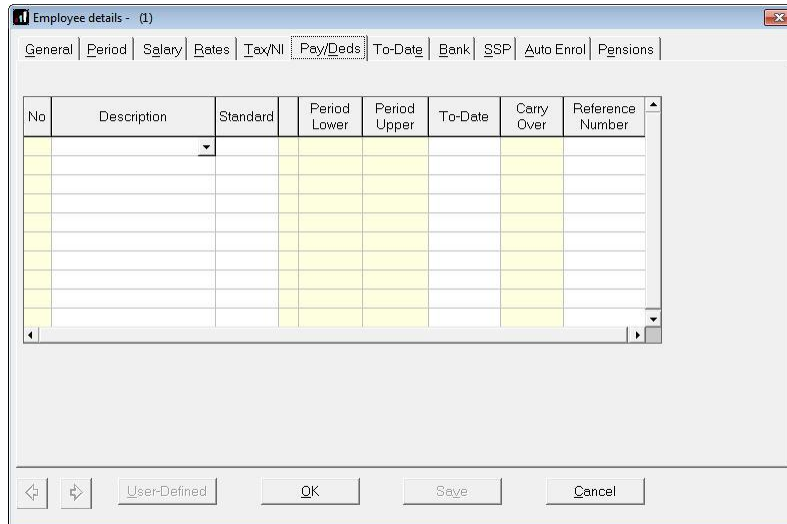 Employee details - (1)
General Period Salary Rates Tax/NI Pay/Deds To-Date Bank SSP Auto Enrol Pensions
No Description Standard Period Lower Period Upper To-Date Carry Over Reference Number
User-Defined OK Save Cancel